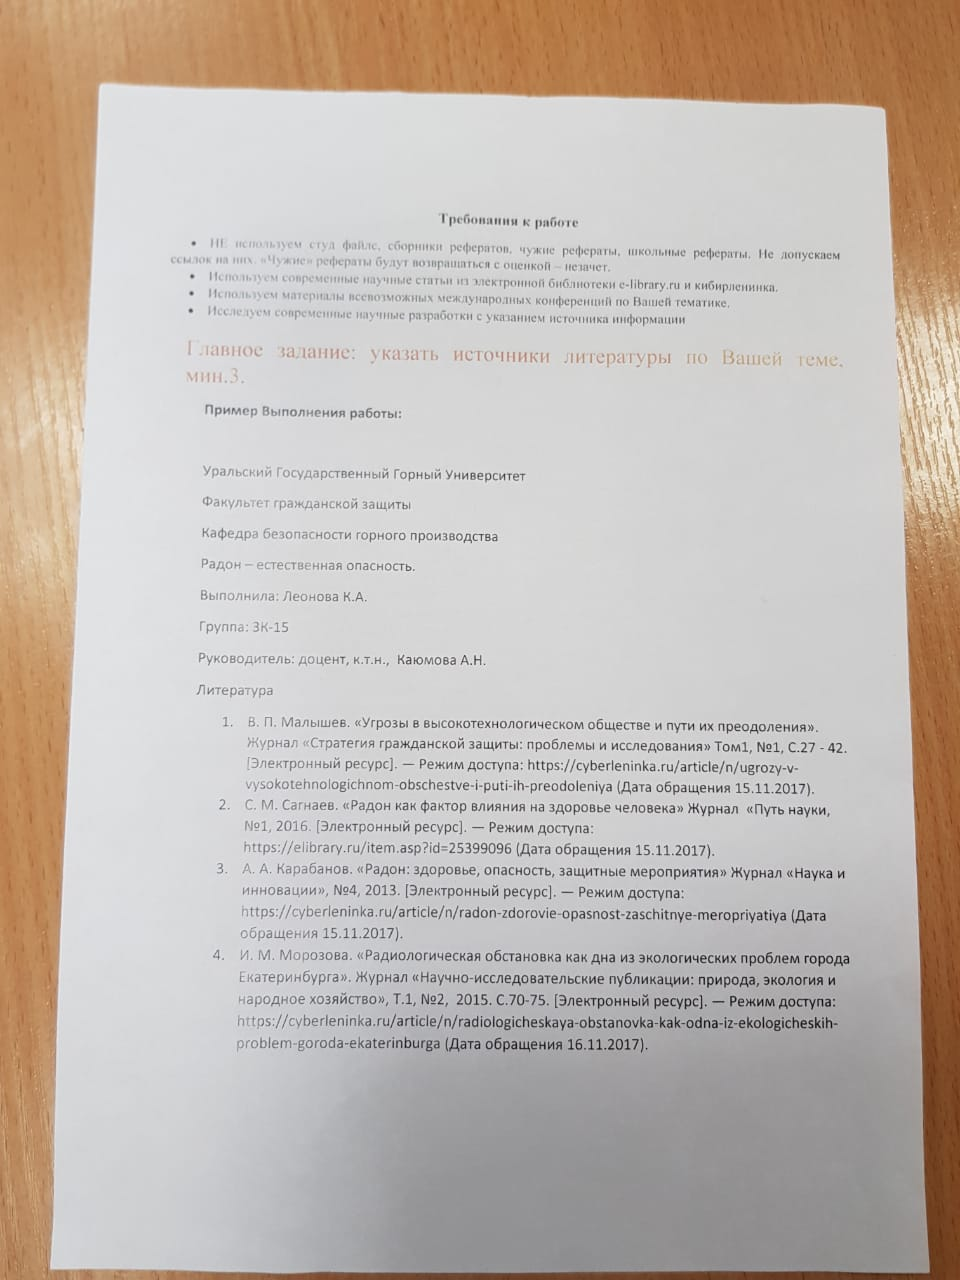 Требования к работе
• НЕ используем студ файлс, сборники рефератов, чужие рефераты, школьные рефераты. Не допускаем
ссылок на них. «Чужие» рефераты будут возвращаться с оценкой – незачет.
• Используем современные научные статьи из электронной библиотеки e-library.ru и кибирленинка.
• Используем материалы всевозможных международных конференций по Вашей тематике.
• Исследуем современные научные разработки с указанием источника информации
Главное задание: указать источники литературы по Вашей теме.
мин.3.
Пример Выполнения работы:
Уральский Государственный Горный Университет
Факультет гражданской защиты
Кафедра безопасности горного производства
Радон – естественная опасность.
Выполнила: Леонова К.А.
Группа: ЗК-15
Руководитель: доцент, к.т.н., Каюмова А.Н.
Литература
1. В. П. Малышев. «Угрозы в высокотехнологическом обществе и пути их преодоления».
Журнал «Стратегия гражданской защиты: проблемы и исследования» Том1, №1, С.27 - 42.
[Электронный ресурс]. — Режим доступа: https://cyberleninka.ru/article/n/ugrozy-v-
vysokotehnologichnom-obschestve-i-puti-ih-preodoleniya (Дата обращения 15.11.2017).
2. С. М. Сагнаев. «Радон как фактор влияния на здоровье человека» Журнал «Путь науки,
№1, 2016. [Электронный ресурс]. — Режим доступа:
https://elibrary.ru/item.asp?id=25399096 (Дата обращения 15.11.2017).
3. А. А. Карабанов. «Радон: здоровье, опасность, защитные мероприятия» Журнал «Наука и
инновации», №4, 2013. [Электронный ресурс]. — Режим доступа:
https://cyberleninka.ru/article/n/radon-zdorovie-opasnost-zaschitnye-meropriyatiya (Дата
обращения 15.11.2017).
4. И. М. Морозова. «Радиологическая обстановка как дна из экологических проблем города
Екатеринбурга». Журнал «Научно-исследовательские публикации: природа, экология и
народное хозяйство», Т.1, №2, 2015. С.70-75. [Электронный ресурс]. — Режим доступа:
https://cyberleninka.ru/article/n/radiologicheskaya-obstanovka-kak-odna-iz-ekologicheskih-
problem-goroda-ekaterinburga (Дата обращения 16.11.2017).